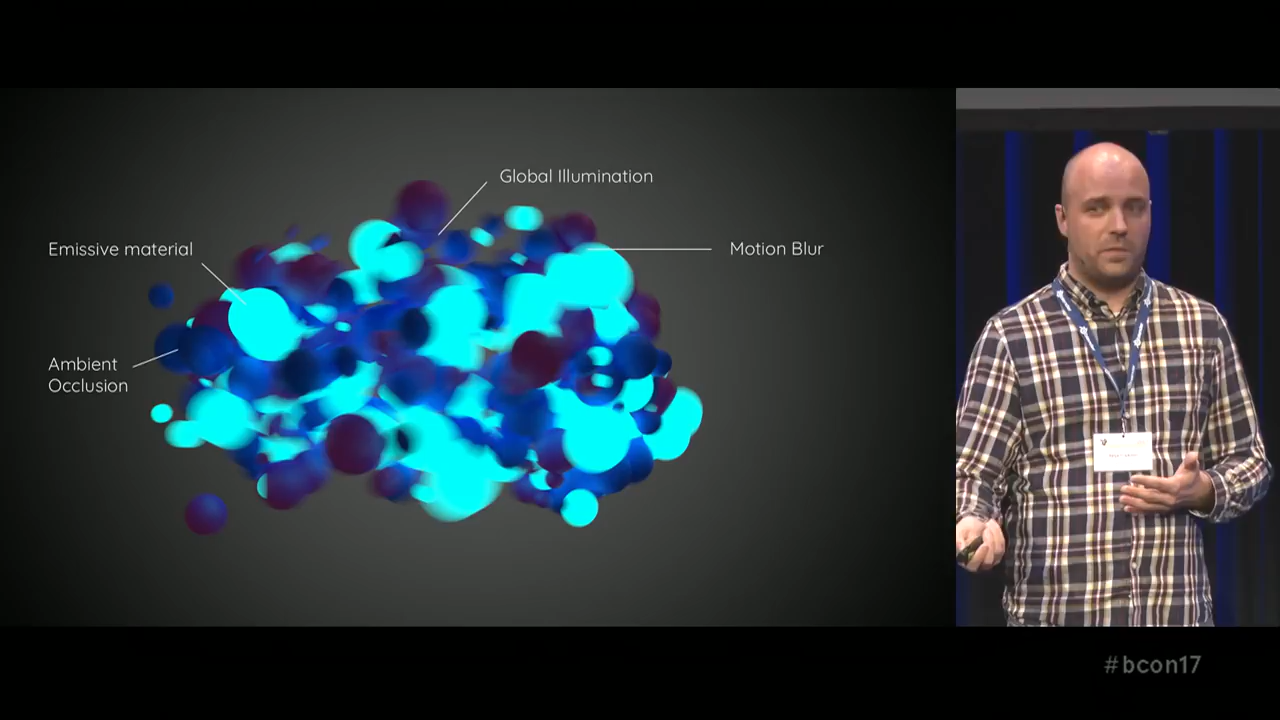 Global Illumination
Emissive material
Motion Blur
Ambient
Occlusion
#bcon17